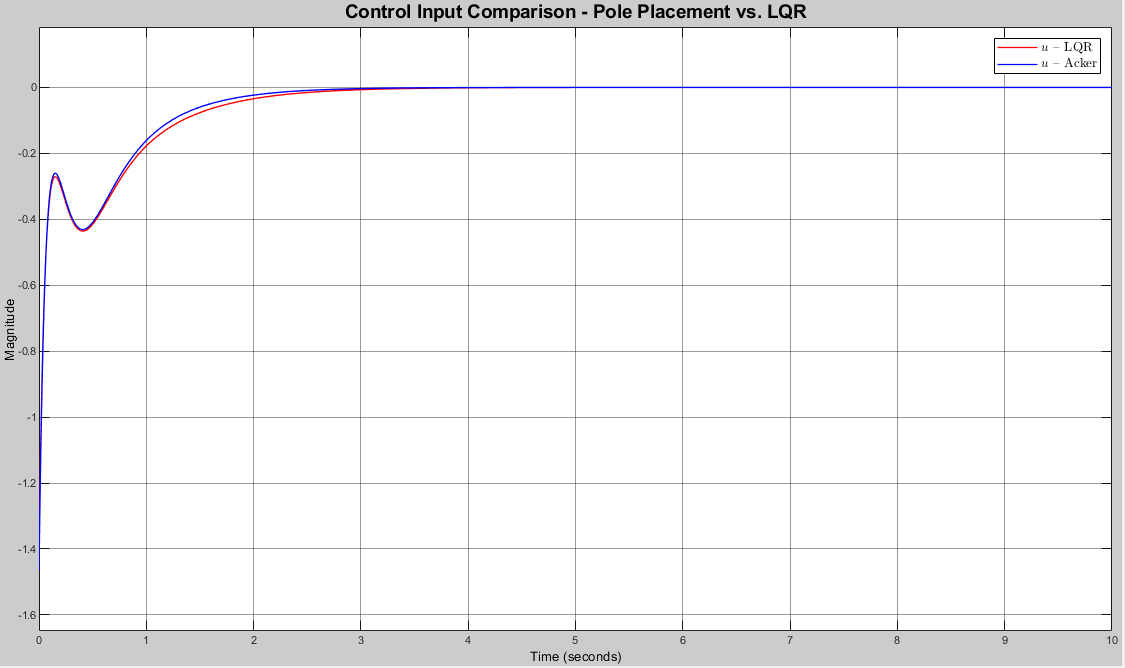 Control Input Comparison - Pole Placement vs. LQR
u − LQR
u − Acker
0
-0.2
-0.4
-0.6
-0.8
-1
-1.2
-1.4
-1.6
Magnitude
0 1 2 3 4 5 6 7 8 9 10
Time (seconds)